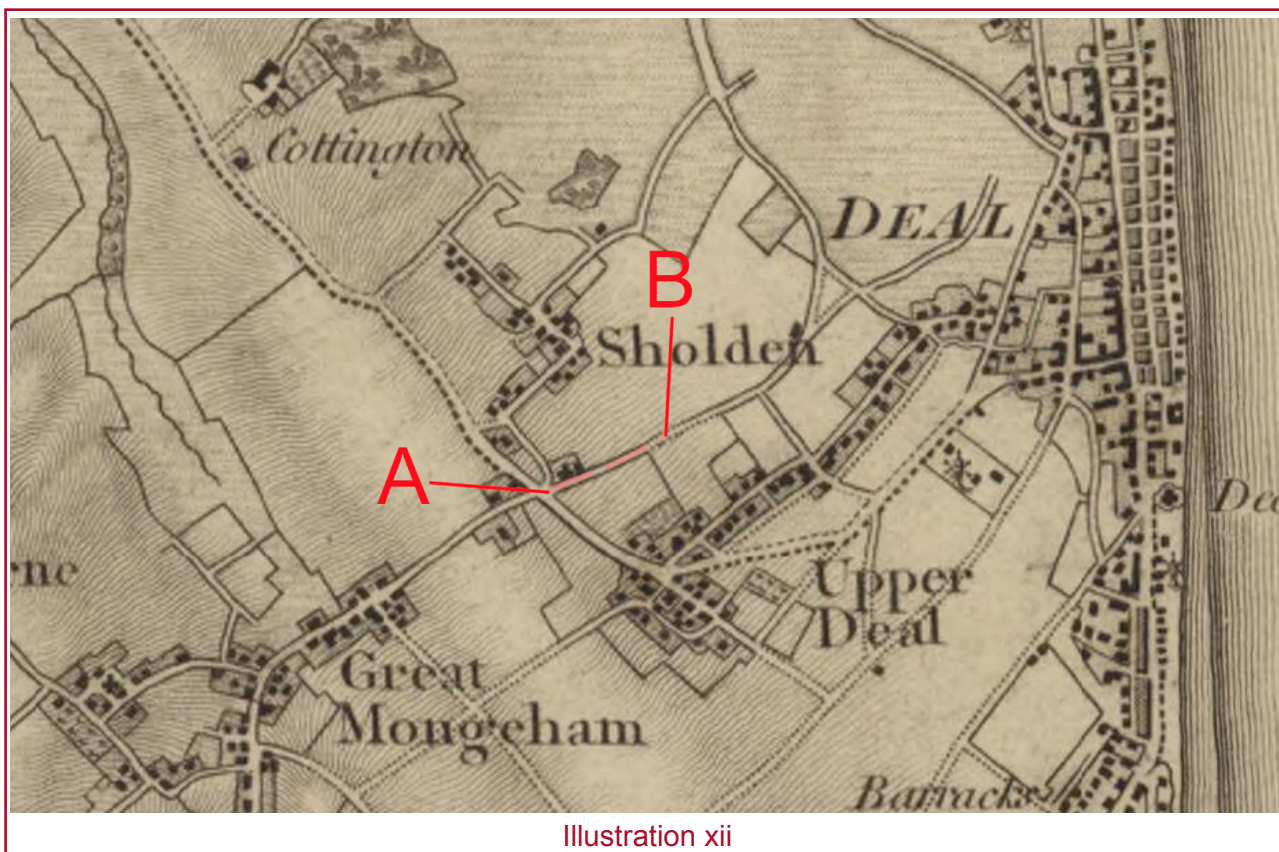 Cottington
DEAL
B
Sholden
A
Upper
Deal
Great
Mongeham
Barracks
Illustration xii